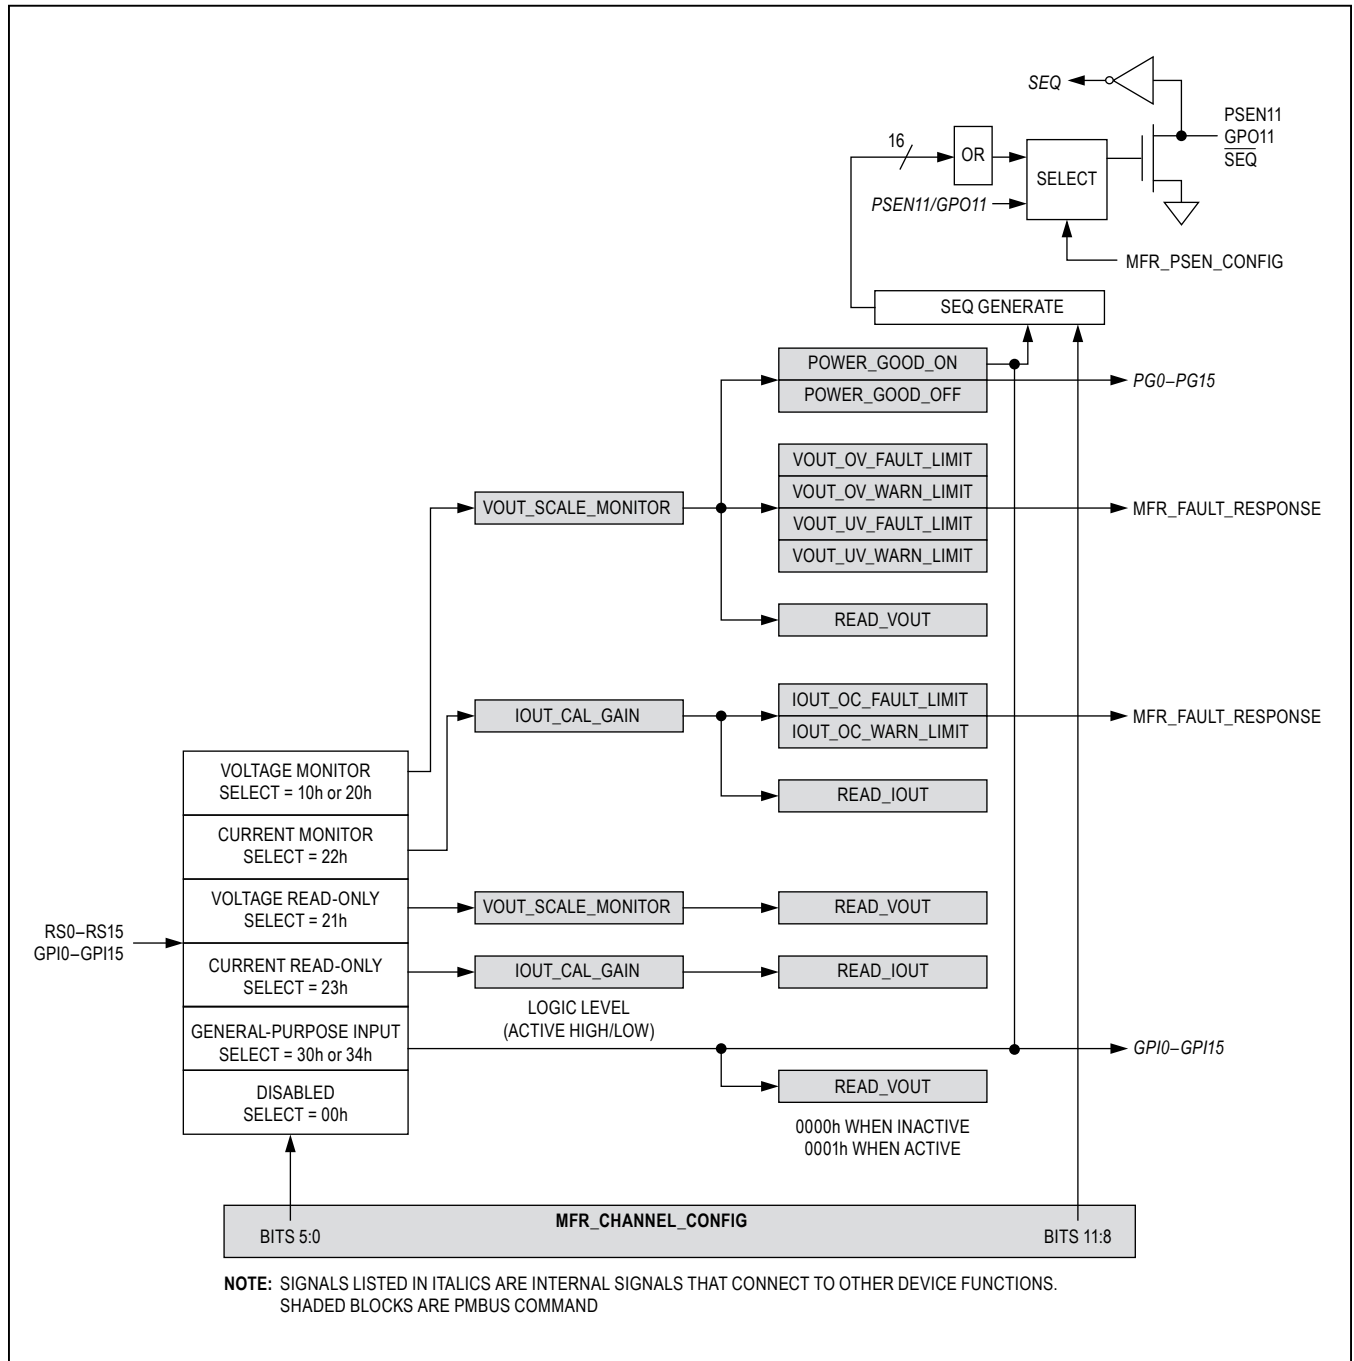 SEQ
PSEN11
GPO11
SEQ
16
OR
SELECT
PSEN11/GPO11
MFR_PSEN_CONFIG
SEQ GENERATE
POWER_GOOD_ON
POWER_GOOD_OFF
PG0–PG15
VOUT_OV_FAULT_LIMIT
VOUT_OV_WARN_LIMIT
VOUT_UV_FAULT_LIMIT
VOUT_UV_WARN_LIMIT
VOUT_SCALE_MONITOR
MFR_FAULT_RESPONSE
READ_VOUT
IOUT_CAL_GAIN
IOUT_OC_FAULT_LIMIT
IOUT_OC_WARN_LIMIT
MFR_FAULT_RESPONSE
READ_IOUT
VOLTAGE MONITOR
SELECT = 10h or 20h
CURRENT MONITOR
SELECT = 22h
VOLTAGE READ-ONLY
SELECT = 21h
VOUT_SCALE_MONITOR
READ_VOUT
RS0–RS15
GPI0–GPI15
CURRENT READ-ONLY
SELECT = 23h
IOUT_CAL_GAIN
READ_IOUT
LOGIC LEVEL
(ACTIVE HIGH/LOW)
GENERAL-PURPOSE INPUT
SELECT = 30h or 34h
GPI0–GPI15
DISABLED
SELECT = 00h
READ_VOUT
0000h WHEN INACTIVE
0001h WHEN ACTIVE
MFR_CHANNEL_CONFIG
BITS 5:0
BITS 11:8
NOTE: SIGNALS LISTED IN ITALICS ARE INTERNAL SIGNALS THAT CONNECT TO OTHER DEVICE FUNCTIONS.
SHADED BLOCKS ARE PMBUS COMMAND